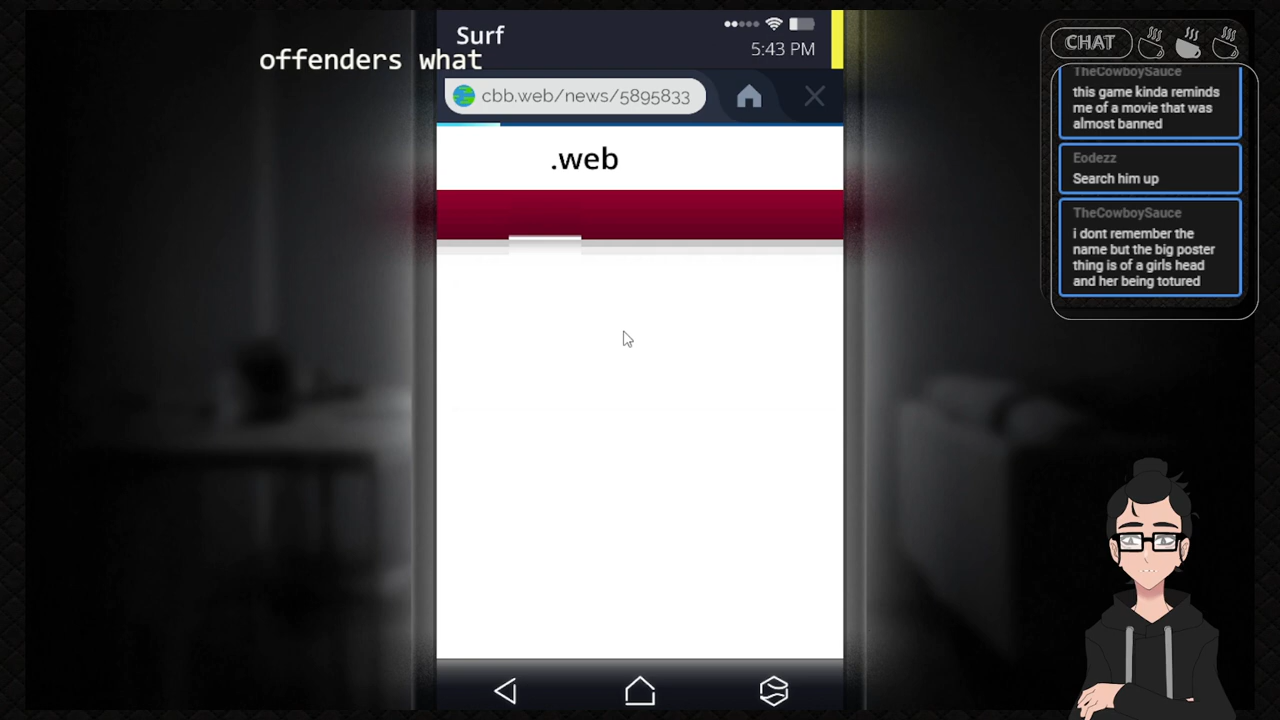 Surf
5:43 PM
offenders what
cbb.web/news/5895833
.web
CHAT
TheCowboySauce
this game kinda reminds
me of a movie that was
almost banned
Eodezz
Search him up
TheCowboySauce
i dont remember the
name but the big poster
thing is of a girls head
and her being totured